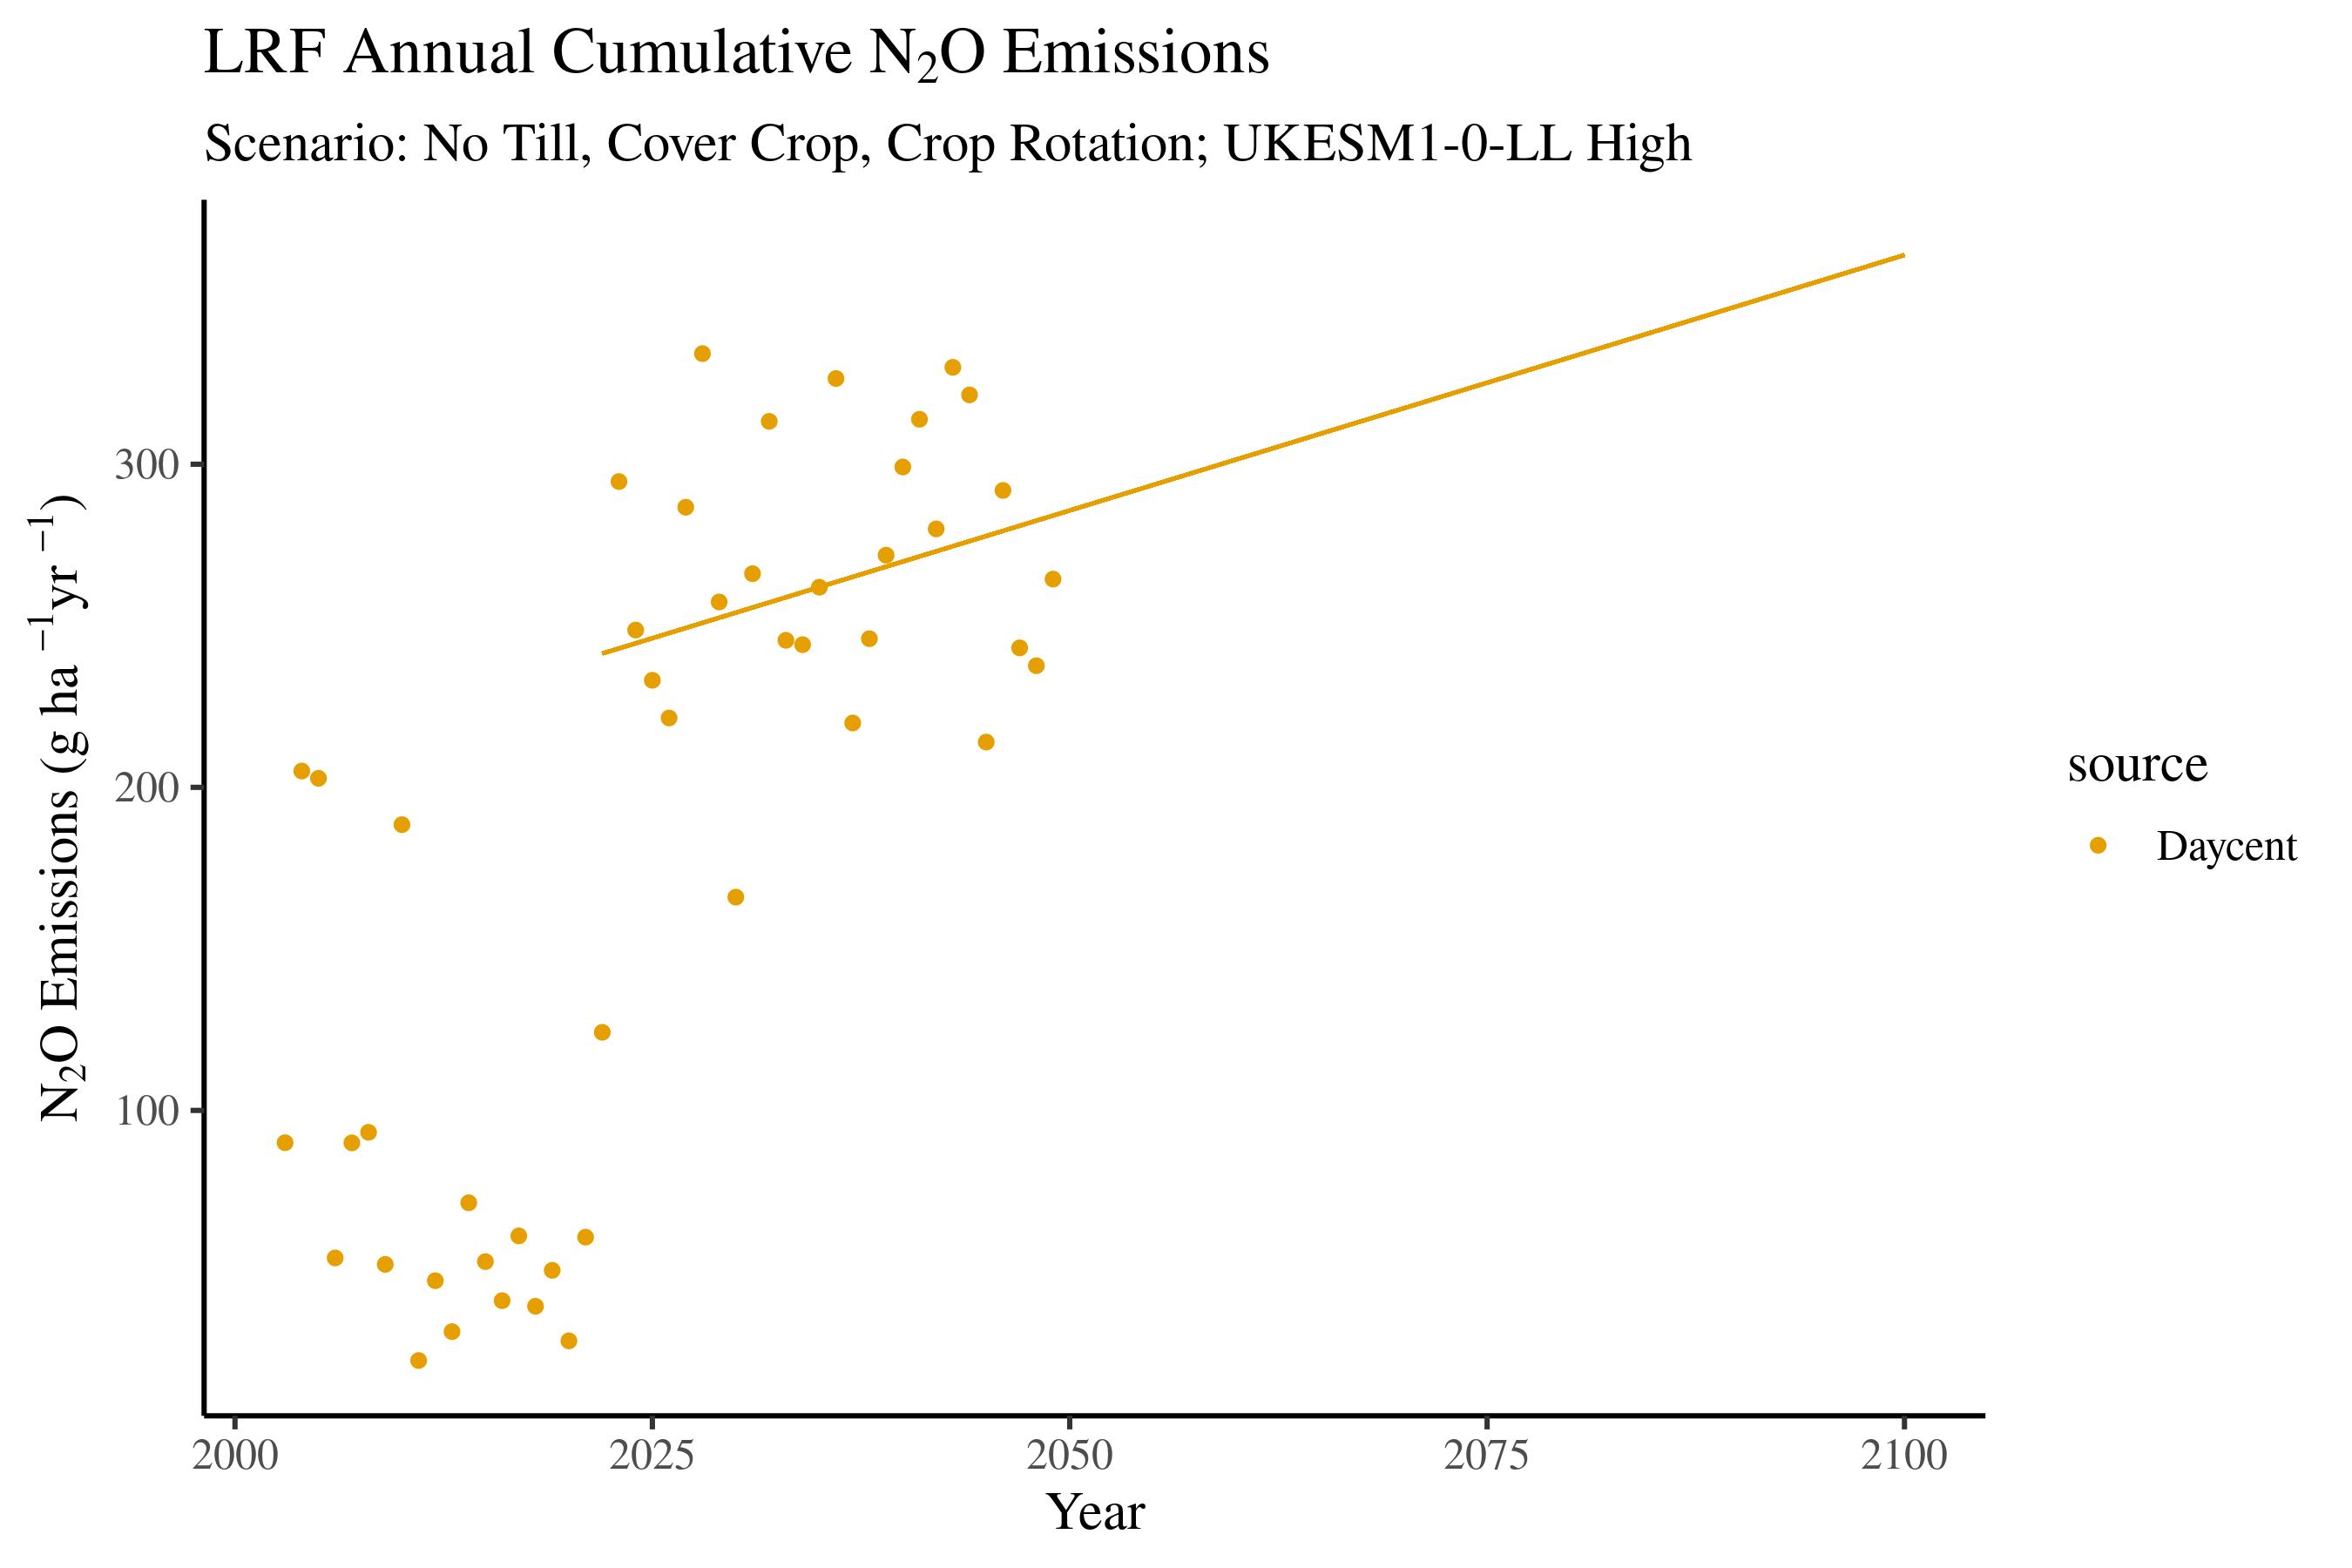 LRF Annual Cumulative N₂O Emissions
Scenario: No Till, Cover Crop, Crop Rotation; UKESM1-0-LL High
N₂O Emissions (g ha ⁻¹yr ⁻¹)
300
200
100
source
Daycent
2000 2025 2050 2075 2100
Year